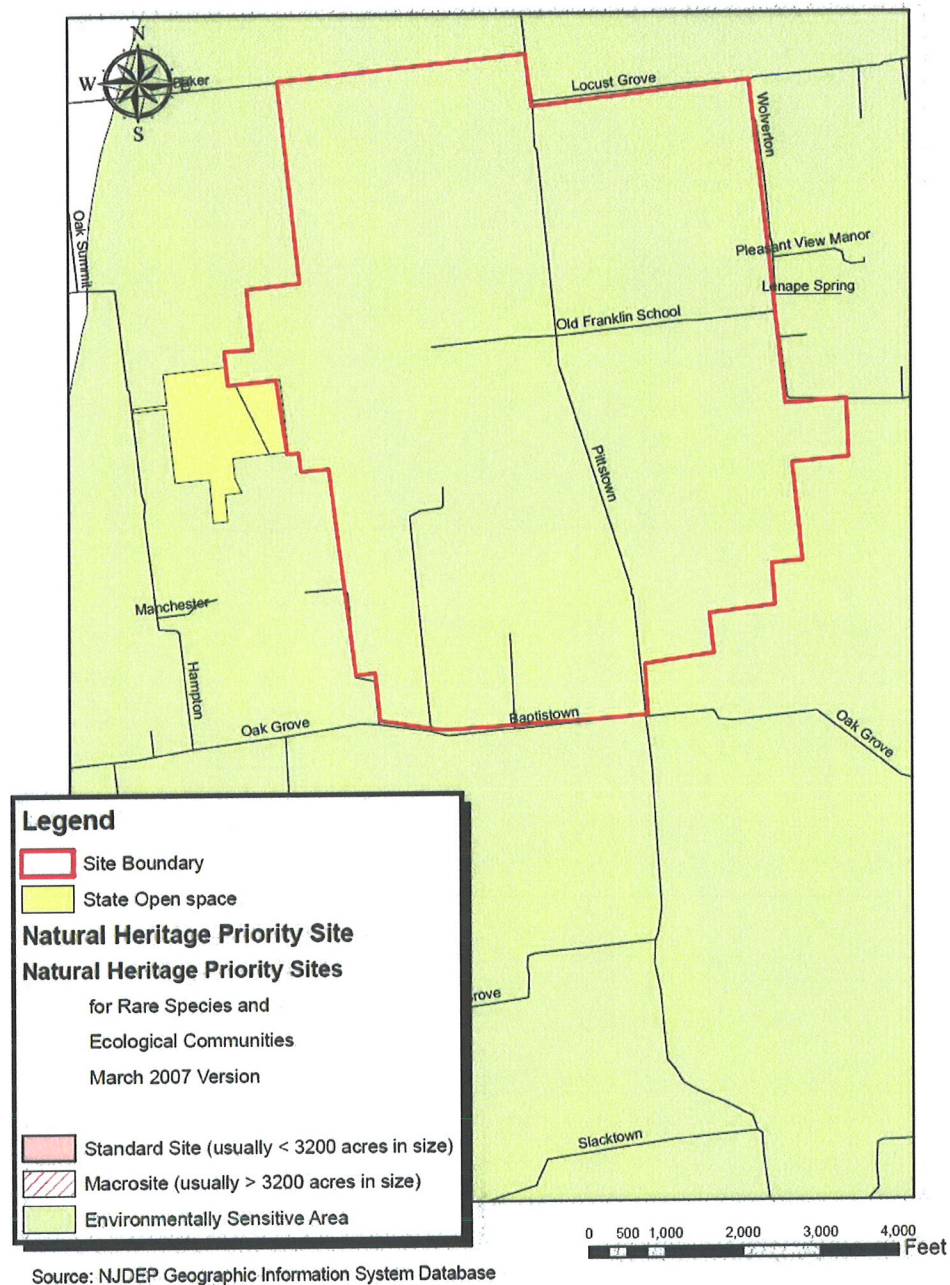 N
W
S
Locust Grove
Wolverton
Oak Summit
Pleasant View Manor
Lenape Spring
Old Franklin School
Pittstown
Manchester
Hampton
Baptistown
Oak Grove
Oak Grove
Legend
Site Boundary
State Open space
Natural Heritage Priority Site
Natural Heritage Priority Sites
for Rare Species and
Ecological Communities
March 2007 Version
rove
Slacktown
Standard Site (usually < 3200 acres in size)
Macrosite (usually > 3200 acres in size)
Environmentally Sensitive Area
0 500 1,000 2,000 3,000 4,000
Feet
Source: NJDEP Geographic Information System Database